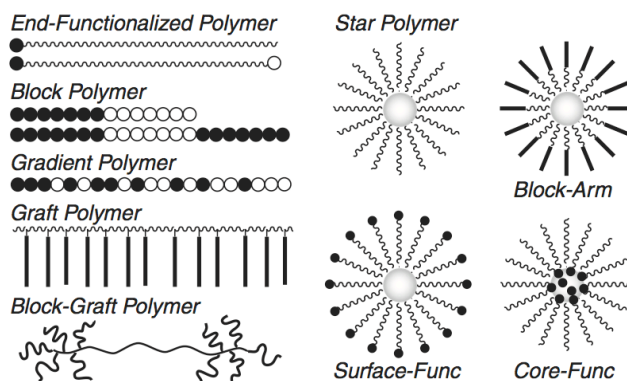 End-Functionalized Polymer
Block Polymer
Gradient Polymer
Graft Polymer
Block-Graft Polymer
Star Polymer
Block-Arm
Surface-Func
Core-Func